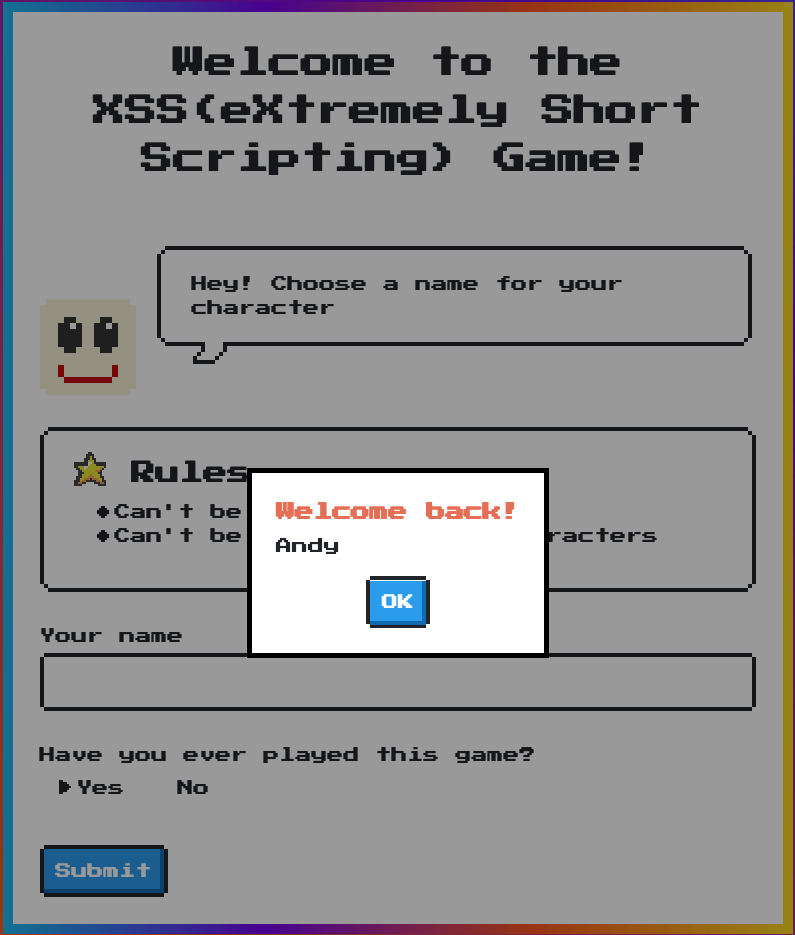 Welcome to the
XSS(eXtremely Short
Scripting) Game!
Hey! Choose a name for your
character
Rules
•Can't be
•Can't be
Welcome back!
Andy
OK
Your name
Have you ever played this game?
Yes No
Submit